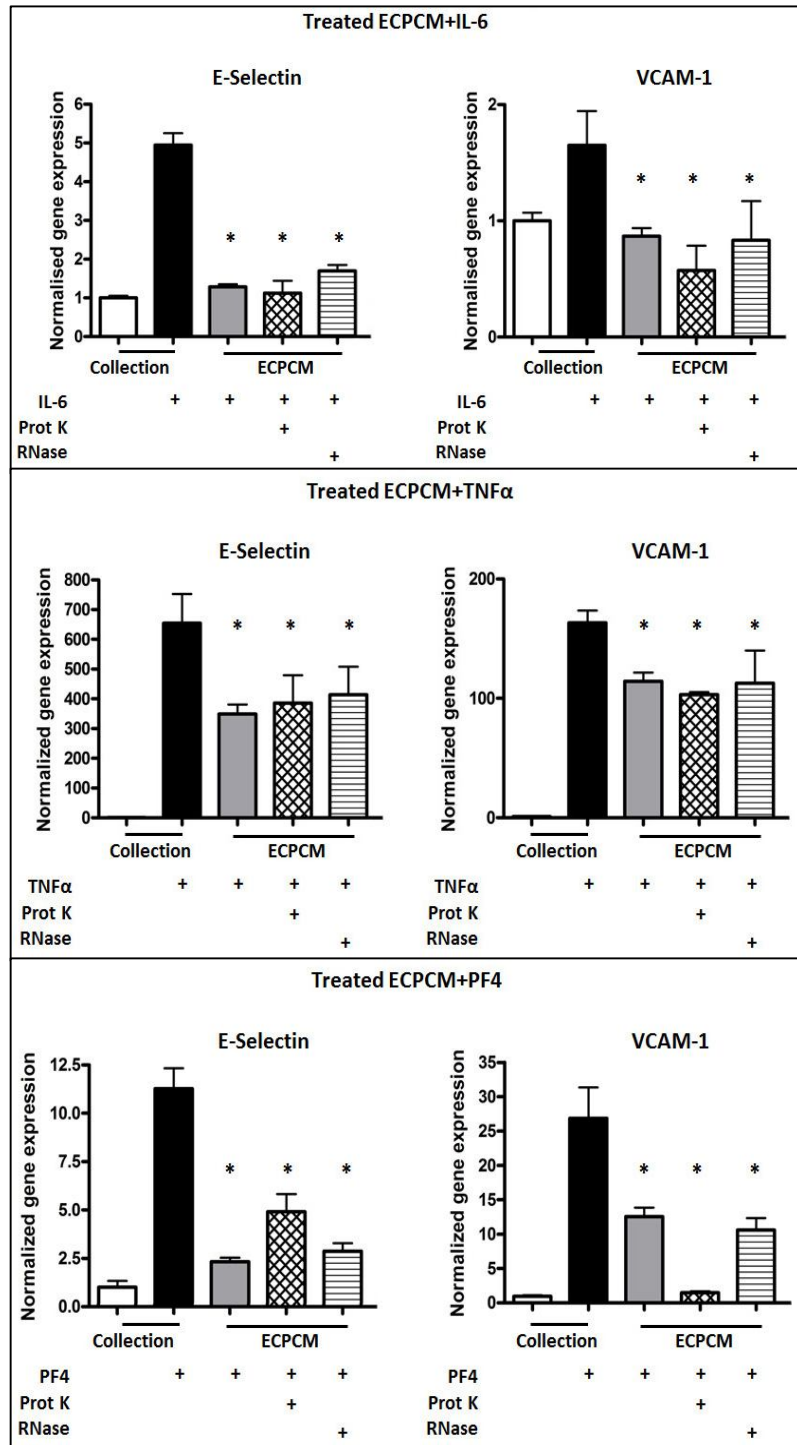 Treated ECPCM+IL-6
E-Selectin
Normalised gene expression
6
5
4
3
2
1
0
* * *
Collection ECPCM
IL-6 + + + +
Prot K +
RNase +
VCAM-1
Normalised gene expression
2
1
0
* * *
Collection ECPCM
IL-6 + + + +
Prot K +
RNase +
Treated ECPCM+TNFα
E-Selectin
Normalized gene expression
800
700
600
500
400
300
200
100
0
* * *
Collection ECPCM
TNFα + + + +
Prot K +
RNase +
VCAM-1
Normalized gene expression
200
100
0
* * *
Collection ECPCM
TNFα + + + +
Prot K +
RNase +
Treated ECPCM+PF4
E-Selectin
Normalized gene expression
12.5
10.0
7.5
5.0
2.5
0.0
* * *
Collection ECPCM
PF4 + + + +
Prot K +
RNase +
VCAM-1
Normalized gene expression
35
30
25
20
15
10
5
0
* * *
Collection ECPCM
PF4 + + + +
Prot K +
RNase +